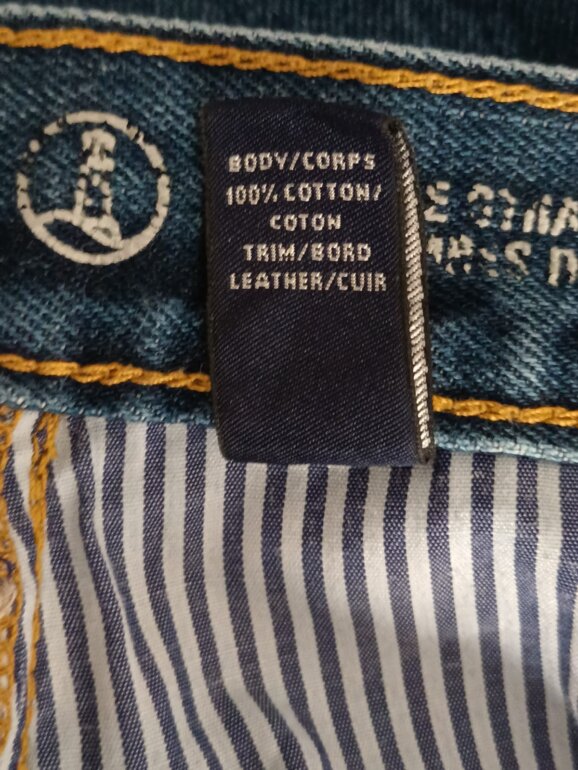 BODY/CORPS
100% COTTON/
COTON
TRIM/BORD
LEATHER/CUIR